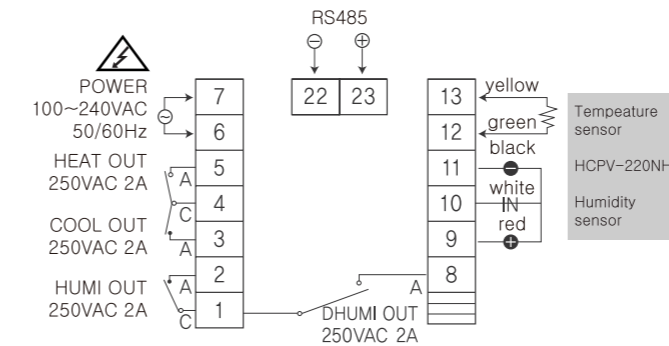 RS485
⊖ ⊕
22 23
POWER
100~240VAC
50/60Hz
7
6
HEAT OUT
250VAC 2A
A
5
C
4
COOL OUT
250VAC 2A
A
3
HUMI OUT
250VAC 2A
A
2
C
1
DHUMI OUT
250VAC 2A
A
13
yellow
12
green
11
black
10
white
IN
9
red
8
Tempeature
sensor
HCPV-220NH
Humidity
sensor